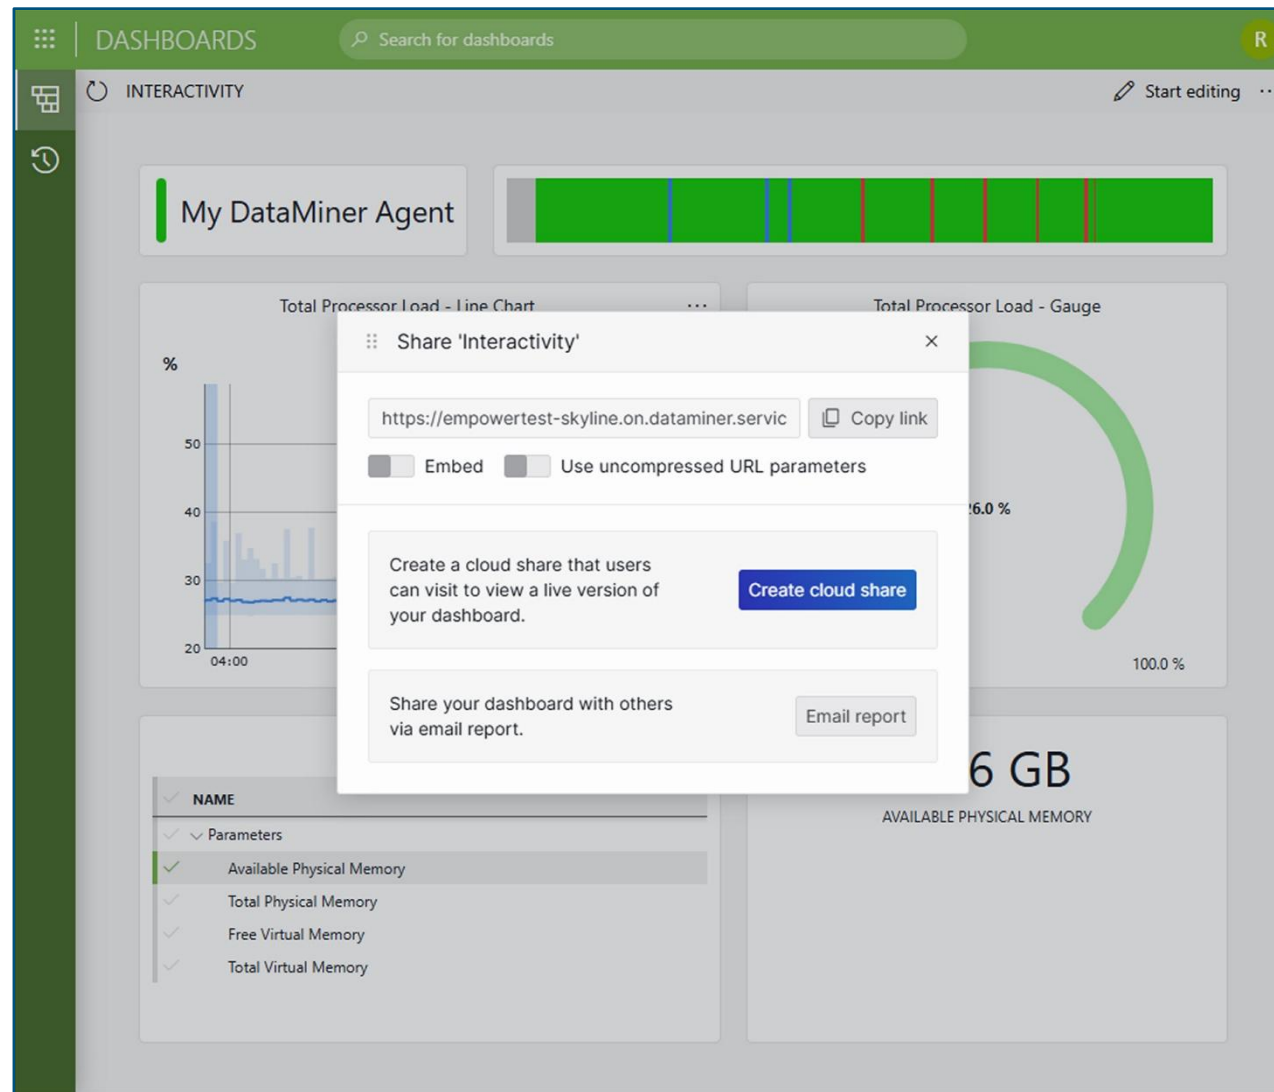 DASHBOARDS
Search for dashboards
R
INTERACTIVITY
Start editing
My DataMiner Agent
Total Processor Load - Line Chart
Total Processor Load - Gauge
Share 'Interactivity'
%
https://empowertest-skyline.on.dataminer.servic
Copy link
Embed
Use uncompressed URL parameters
50
40
6.0 %
Create a cloud share that users
can visit to view a live version of
your dashboard.
Create cloud share
30
20
04:00
100.0 %
Share your dashboard with others
via email report.
Email report
6 GB
AVAILABLE PHYSICAL MEMORY
NAME
Parameters
Available Physical Memory
Total Physical Memory
Free Virtual Memory
Total Virtual Memory